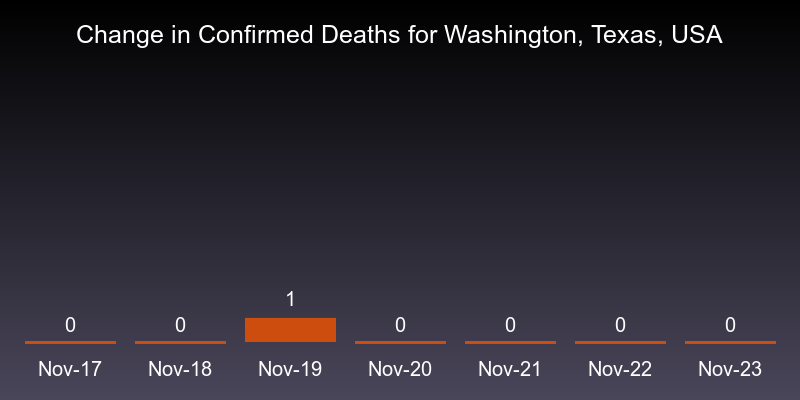 Change in Confirmed Deaths for Washington, Texas, USA
1
0 0 0 0 0 0
Nov-17 Nov-18 Nov-19 Nov-20 Nov-21 Nov-22 Nov-23